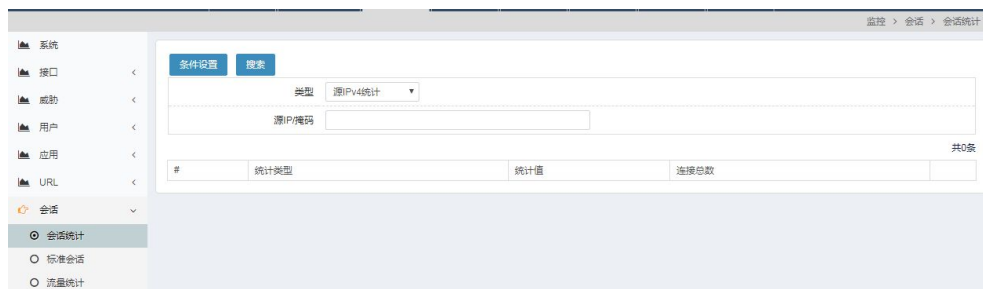 监控 > 会话 > 会话统计
系统
接口
威胁
用户
应用
URL
会话
会话统计
标准会话
流量统计
条件设置 搜索
类型 源IPv4统计
源IP/掩码
共0条
# 统计类型 统计值 连接总数